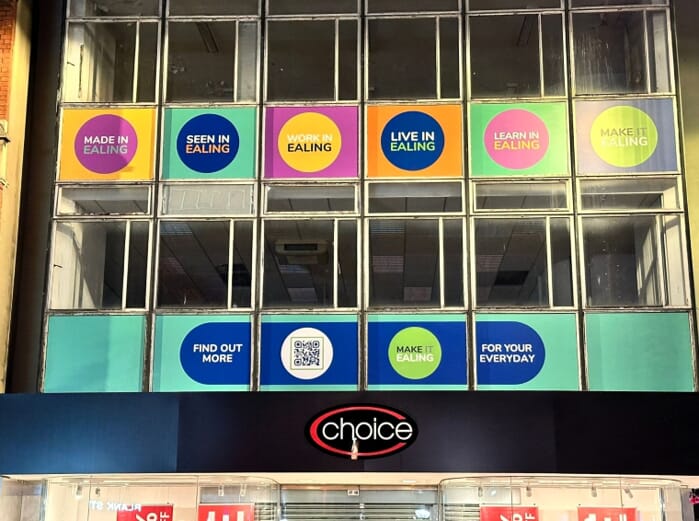 MADE IN
EALING
SEEN IN
EALING
WORK IN
EALING
LIVE IN
EALING
LEARN IN
EALING
MAKE IT
EALING
FIND OUT
MORE
MAKE IT
EALING
FOR YOUR
EVERYDAY
choice